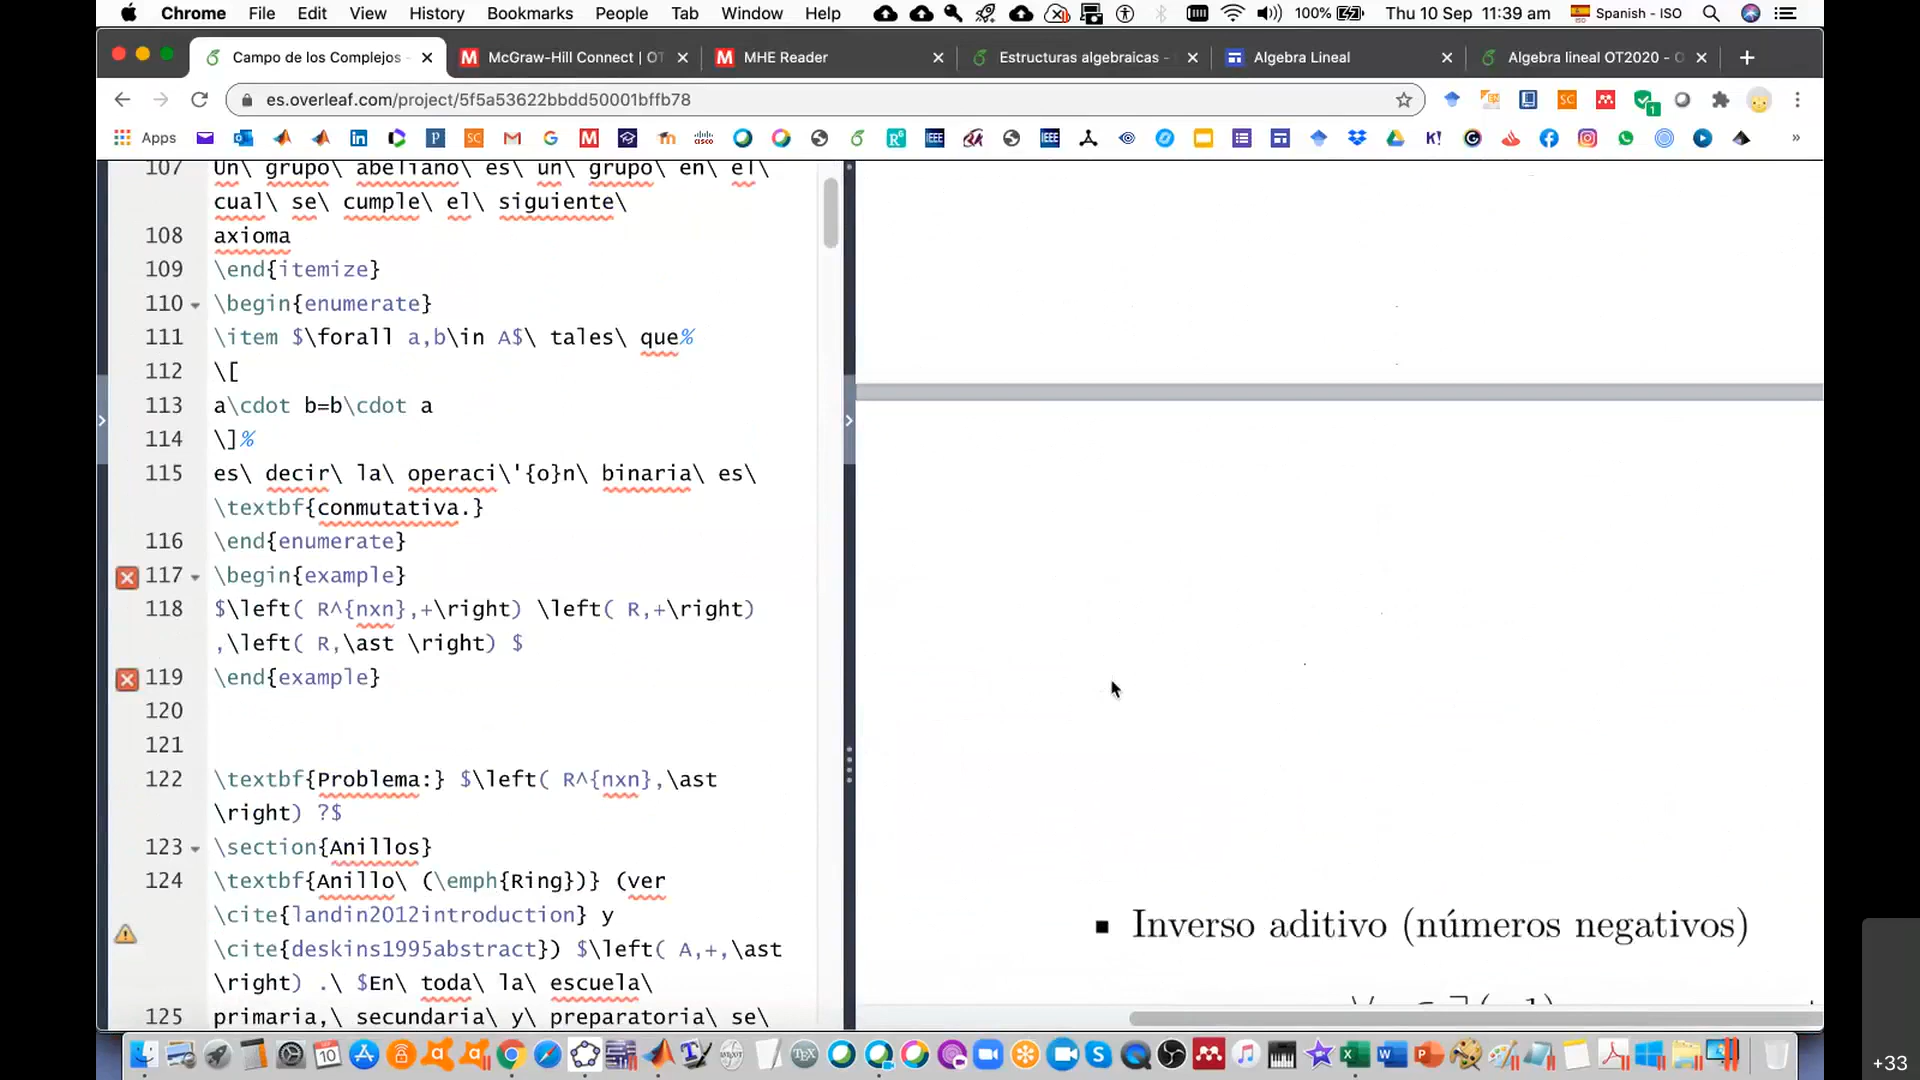 Chrome File Edit View History Bookmarks People Tab Window Help 100% Thu 10 Sep 11:39 am Spanish - ISO
Campo de los Complejos - McGraw-Hill Connect | OT MHE Reader Estructuras algebraicas - Algebra Lineal Algebra lineal OT2020 - O
es.overleaf.com/project/5f5a53622bbdd50001bffb78
Apps
107 Un\ grupo\ abeliano\ es\ un\ grupo\ en\ el\
cual\ se\ cumple\ el\ siguiente\
108 axioma
109 \end{itemize}
110 \begin{enumerate}
111 \item $\forall a,b\in A$\ tales\ que%
112 \[
113 a\cdot b=b\cdot a
114 \]%
115 es\ decir\ la\ operaci\'{o}n\ binaria\ es\
\textbf{conmutativa.}
116 \end{enumerate}
117 \begin{example}
118 $\left( R^{nxn},+\right) \left( R,+\right)
,\left( R,\ast \right) $
119 \end{example}
120
121
122 \textbf{Problema:} $\left( R^{nxn},\ast
\right) ?$
123 \section{Anillos}
124 \textbf{Anillo\ (\emph{Ring})} (ver
\cite{landin2012introduction} y
\cite{deskins1995abstract}) $\left( A,+,\ast
\right) .\ $En\ toda\ la\ escuela\
125 primaria,\ secundaria\ y\ preparatoria\ se\
▪ Inverso aditivo (números negativos)
+33